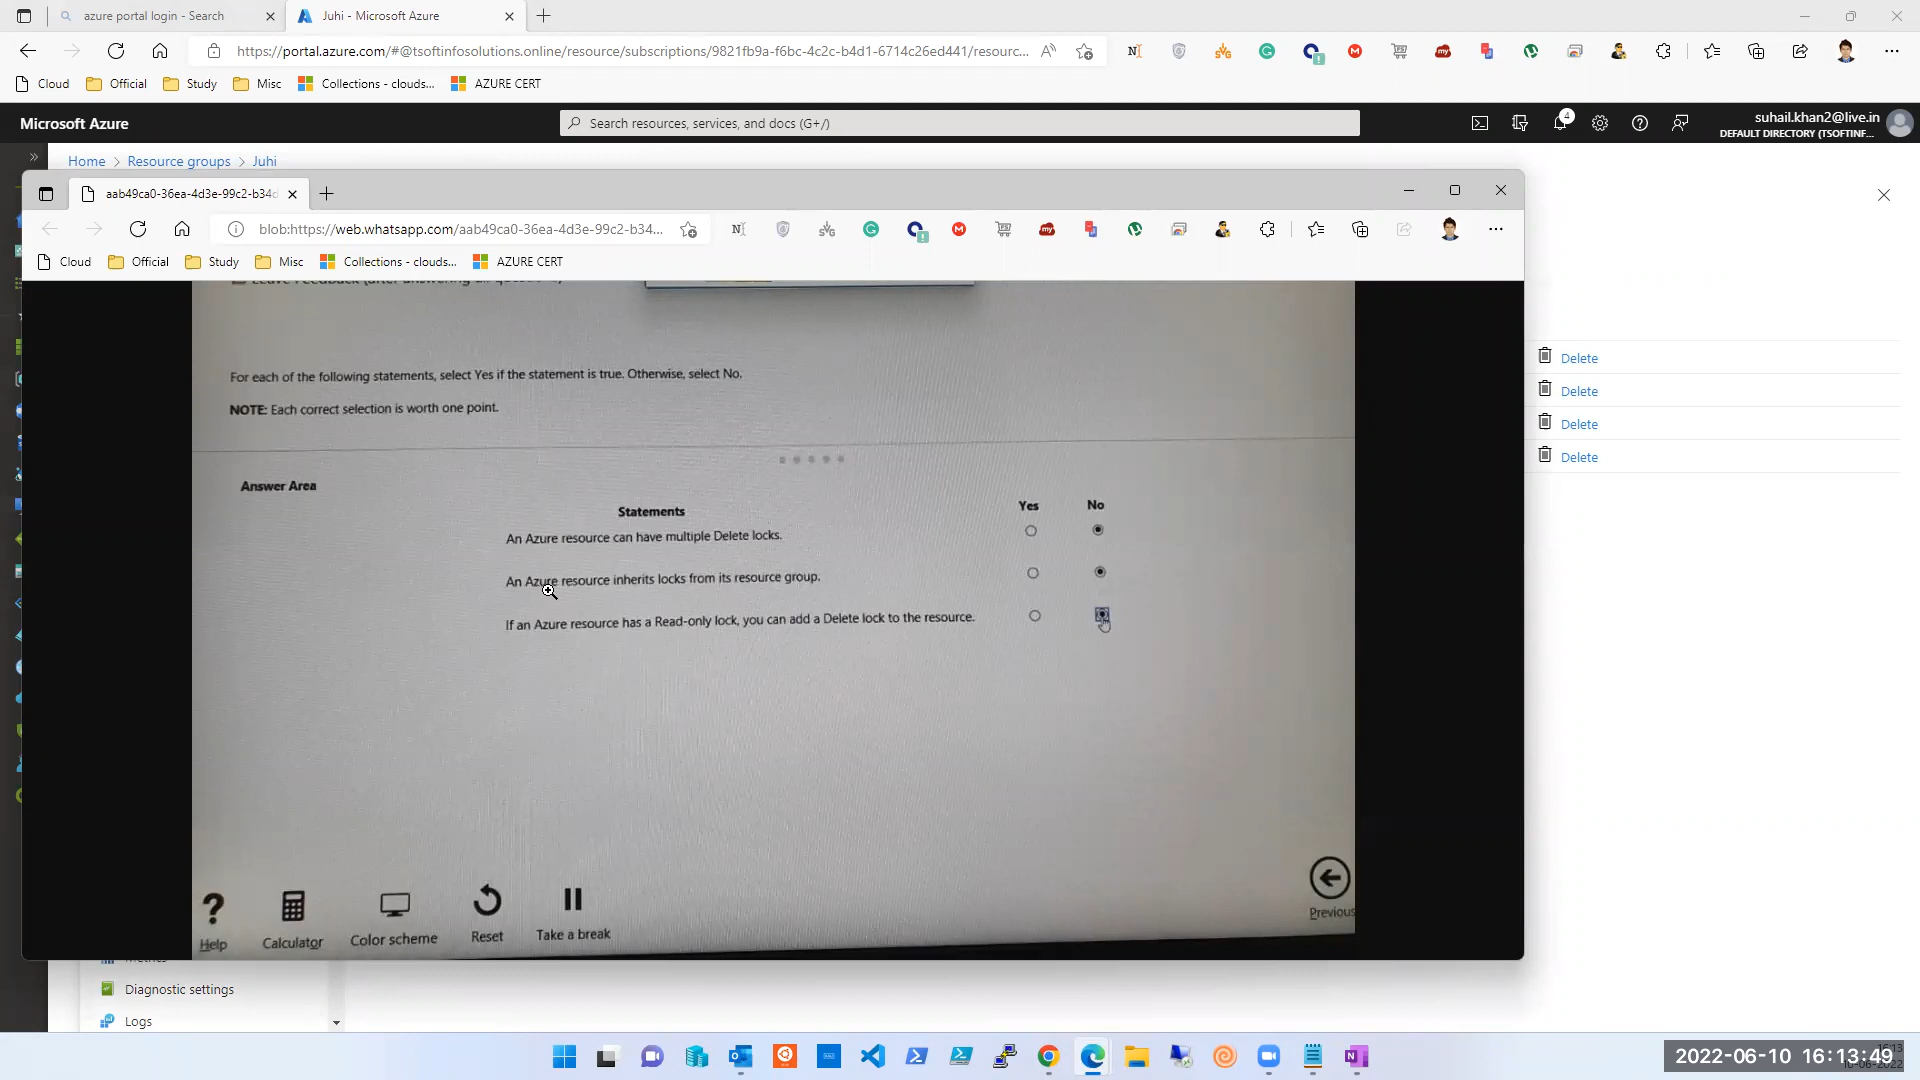 azure portal login - Search
Juhi - Microsoft Azure
https://portal.azure.com/#@tsoftinfosolutions.online/resource/subscriptions/9821fb9a-f6bc-4c2c-b4d1-6714c26ed441/resourc...
Cloud
Official
Study
Misc
Collections - clouds...
AZURE CERT
Microsoft Azure
Search resources, services, and docs (G+/)
4
suhail.khan2@live.in
DEFAULT DIRECTORY (TSOFTINF...
Home > Resource groups > Juhi
aab49ca0-36ea-4d3e-99c2-b34d
blob:https://web.whatsapp.com/aab49ca0-36ea-4d3e-99c2-b34...
Cloud
Official
Study
Misc
Collections - clouds...
AZURE CERT
For each of the following statements, select Yes if the statement is true. Otherwise, select No.
NOTE: Each correct selection is worth one point.
Answer Area
Statements
Yes
No
An Azure resource can have multiple Delete locks.
An Azure resource inherits locks from its resource group.
If an Azure resource has a Read-only lock, you can add a Delete lock to the resource.
Help
Calculator
Color scheme
Reset
Take a break
Previous
Delete
Delete
Delete
Delete
Diagnostic settings
Logs
2022-06-10 16:13:49